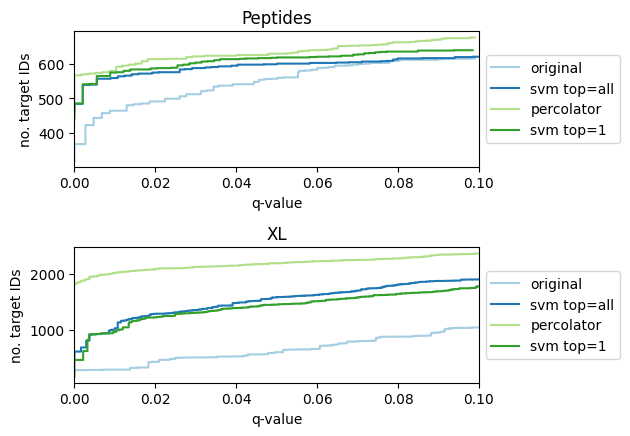 Peptides
no. target IDs
600
500
400
0.00 0.02 0.04 0.06 0.08 0.10
q-value
original
svm top=all
percolator
svm top=1
XL
no. target IDs
2000
1000
0.00 0.02 0.04 0.06 0.08 0.10
q-value
original
svm top=all
percolator
svm top=1